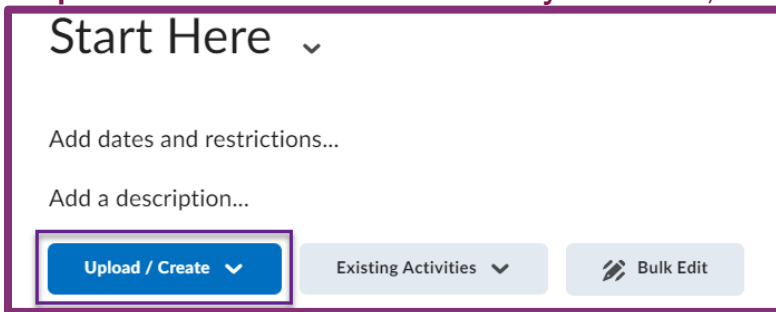 Start Here
Add dates and restrictions...
Add a description...
Upload / Create
Existing Activities
Bulk Edit